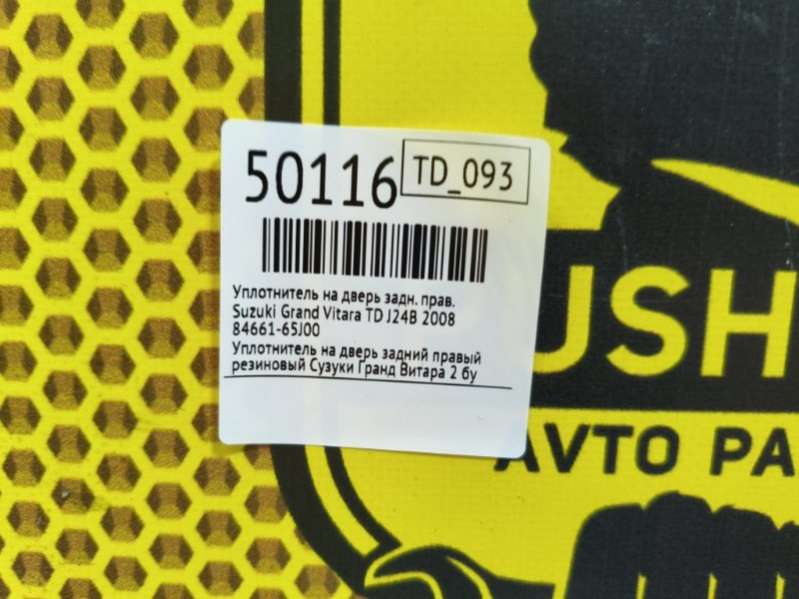 50116
TD_093
Уплотнитель на дверь задн. прав.
Suzuki Grand Vitara TD J24B 2008
84661-65J00
Уплотнитель на дверь задний правый
резиновый Сузуки Гранд Витара 2 бу
USH
AVTO PA